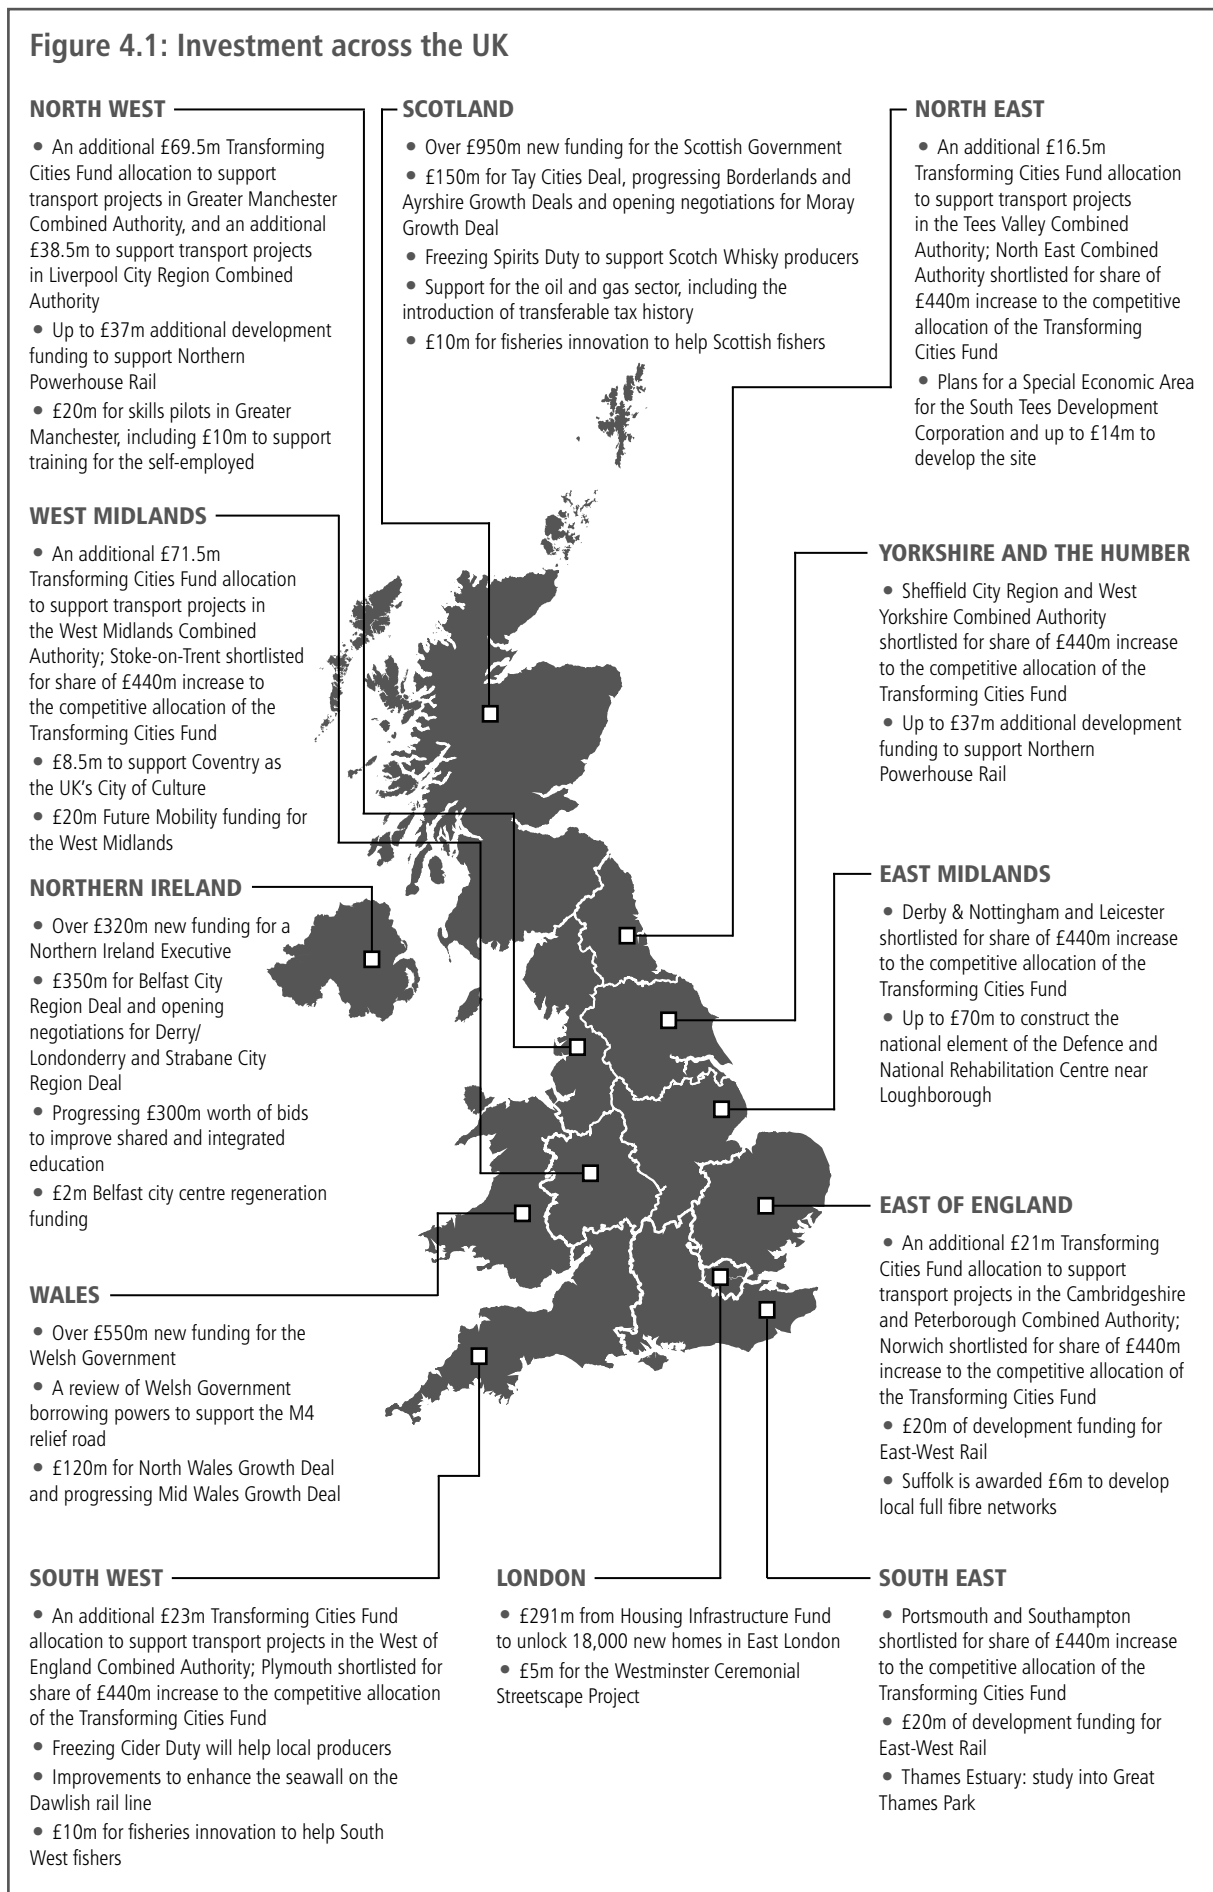 Figure 4.1: Investment across the UK
NORTH WEST
• An additional £69.5m Transforming
Cities Fund allocation to support
transport projects in Greater Manchester
Combined Authority, and an additional
£38.5m to support transport projects
in Liverpool City Region Combined
Authority
• Up to £37m additional development
funding to support Northern
Powerhouse Rail
• £20m for skills pilots in Greater
Manchester, including £10m to support
training for the self-employed
SCOTLAND
• Over £950m new funding for the Scottish Government
• £150m for Tay Cities Deal, progressing Borderlands and
Ayrshire Growth Deals and opening negotiations for Moray
Growth Deal
• Freezing Spirits Duty to support Scotch Whisky producers
• Support for the oil and gas sector, including the
introduction of transferable tax history
• £10m for fisheries innovation to help Scottish fishers
NORTH EAST
• An additional £16.5m
Transforming Cities Fund allocation
to support transport projects
in the Tees Valley Combined
Authority; North East Combined
Authority shortlisted for share of
£440m increase to the competitive
allocation of the Transforming
Cities Fund
• Plans for a Special Economic Area
for the South Tees Development
Corporation and up to £14m to
develop the site
WEST MIDLANDS
• An additional £71.5m
Transforming Cities Fund allocation
to support transport projects in
the West Midlands Combined
Authority; Stoke-on-Trent shortlisted
for share of £440m increase to
the competitive allocation of the
Transforming Cities Fund
• £8.5m to support Coventry as
the UK's City of Culture
• £20m Future Mobility funding for
the West Midlands
YORKSHIRE AND THE HUMBER
• Sheffield City Region and West
Yorkshire Combined Authority
shortlisted for share of £440m increase
to the competitive allocation of the
Transforming Cities Fund
• Up to £37m additional development
funding to support Northern
Powerhouse Rail
NORTHERN IRELAND
• Over £320m new funding for a
Northern Ireland Executive
• £350m for Belfast City
Region Deal and opening
negotiations for Derry/
Londonderry and Strabane City
Region Deal
• Progressing £300m worth of bids
to improve shared and integrated
education
• £2m Belfast city centre regeneration
funding
EAST MIDLANDS
• Derby & Nottingham and Leicester
shortlisted for share of £440m increase
to the competitive allocation of the
Transforming Cities Fund
• Up to £70m to construct the
national element of the Defence and
National Rehabilitation Centre near
Loughborough
WALES
• Over £550m new funding for the
Welsh Government
• A review of Welsh Government
borrowing powers to support the M4
relief road
• £120m for North Wales Growth Deal
and progressing Mid Wales Growth Deal
EAST OF ENGLAND
• An additional £21m Transforming
Cities Fund allocation to support
transport projects in the Cambridgeshire
and Peterborough Combined Authority;
Norwich shortlisted for share of £440m
increase to the competitive allocation of
the Transforming Cities Fund
• £20m of development funding for
East-West Rail
• Suffolk is awarded £6m to develop
local full fibre networks
SOUTH WEST
• An additional £23m Transforming Cities Fund
allocation to support transport projects in the West of
England Combined Authority; Plymouth shortlisted for
share of £440m increase to the competitive allocation
of the Transforming Cities Fund
• Freezing Cider Duty will help local producers
• Improvements to enhance the seawall on the
Dawlish rail line
• £10m for fisheries innovation to help South
West fishers
LONDON
• £291m from Housing Infrastructure Fund
to unlock 18,000 new homes in East London
• £5m for the Westminster Ceremonial
Streetscape Project
SOUTH EAST
• Portsmouth and Southampton
shortlisted for share of £440m increase
to the competitive allocation of the
Transforming Cities Fund
• £20m of development funding for
East-West Rail
• Thames Estuary: study into Great
Thames Park